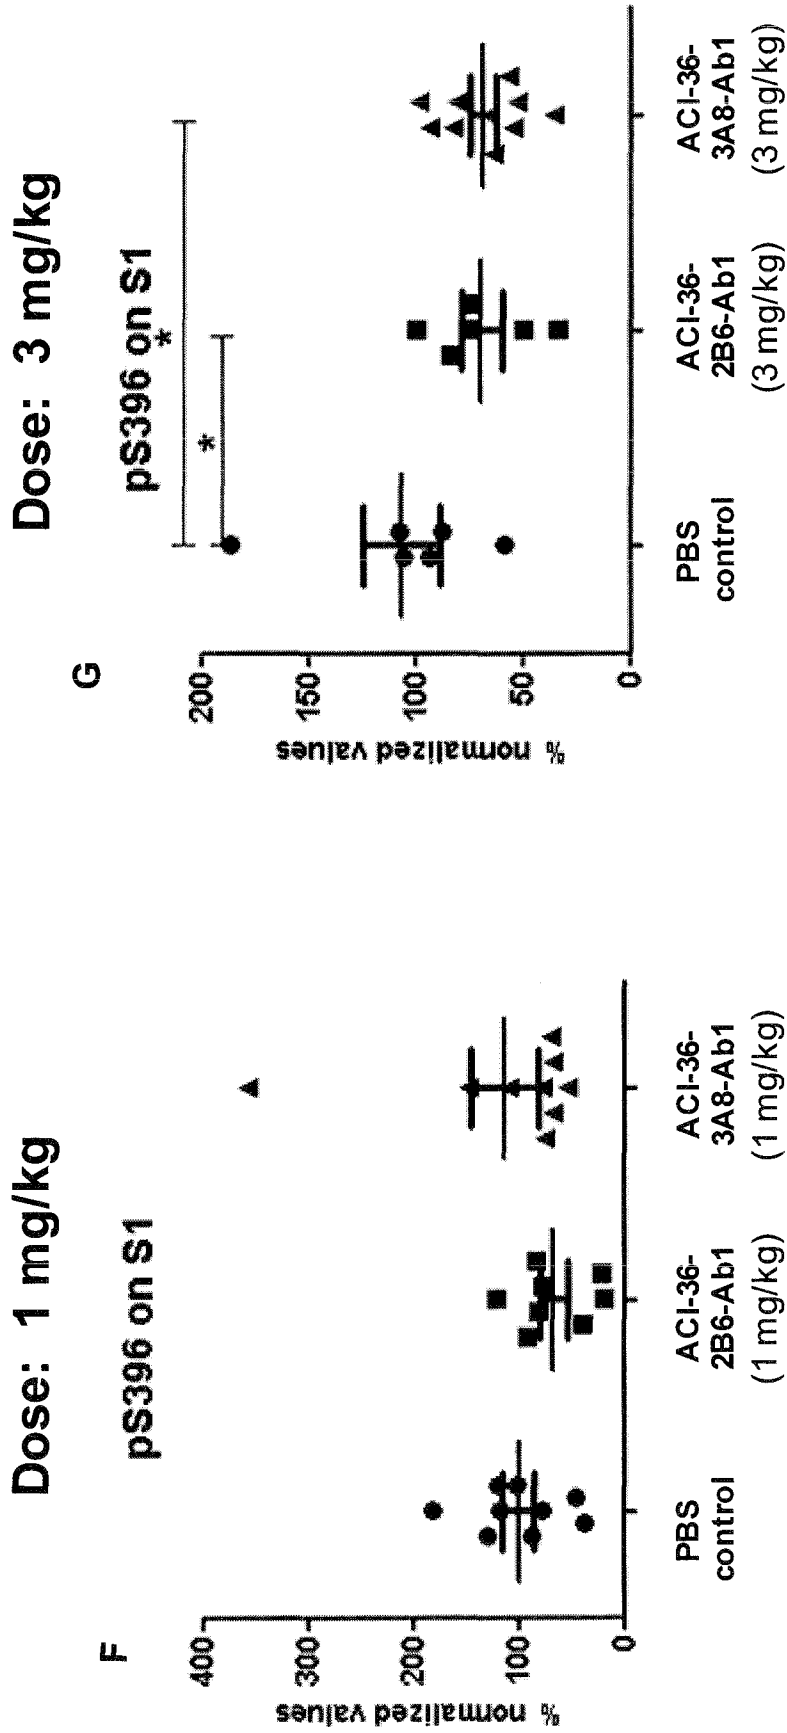 Dose: 1 mg/kg
F
pS396 on S1
% normalized values
400
300
200
100
0
PBS
control
ACI-36-
2B6-Ab1
(1 mg/kg)
ACI-36-
3A8-Ab1
(1 mg/kg)
Dose: 3 mg/kg
G
pS396 on S1
*
*
% normalized values
200
150
100
50
0
PBS
control
ACI-36-
2B6-Ab1
(3 mg/kg)
ACI-36-
3A8-Ab1
(3 mg/kg)